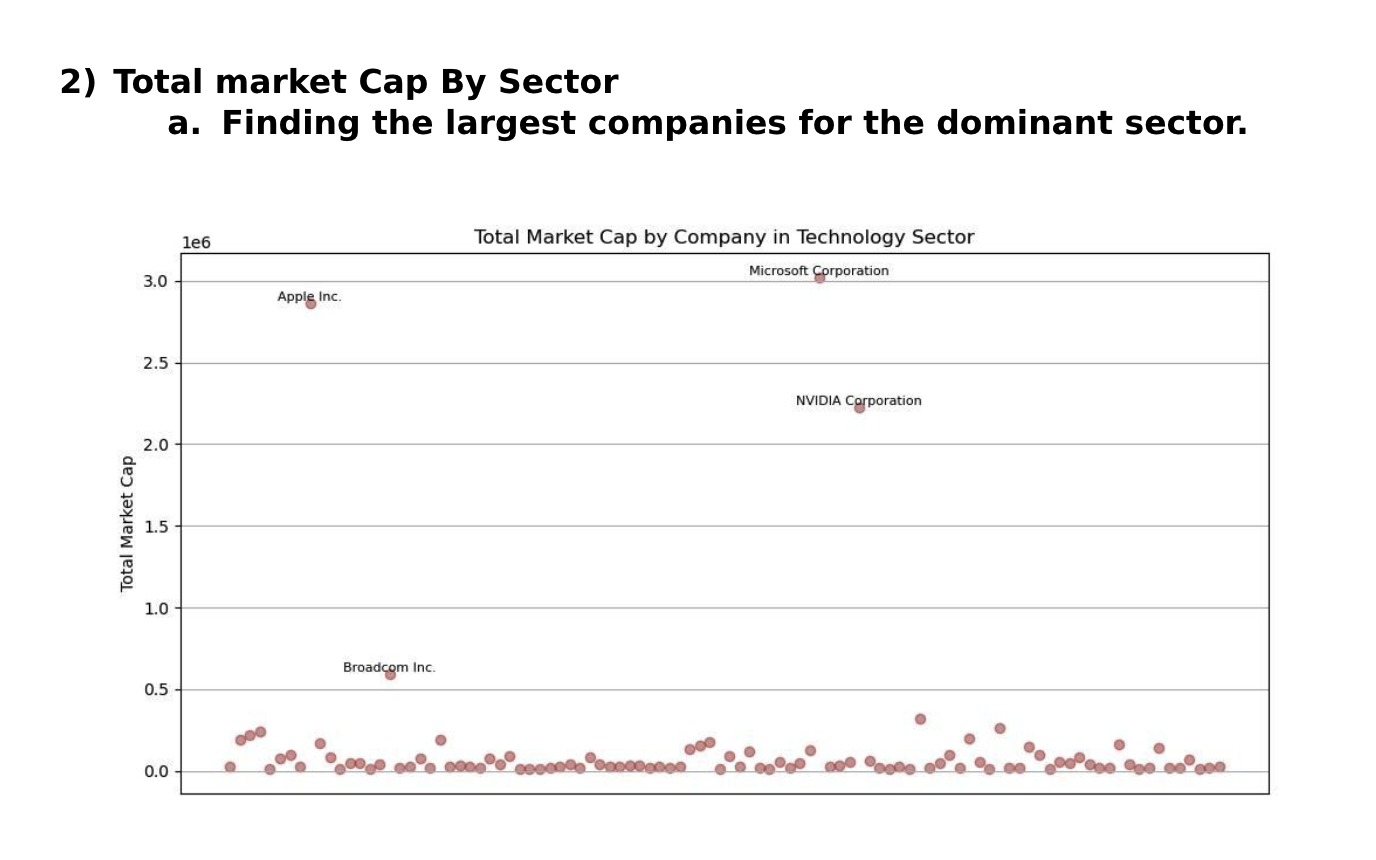 2) Total market Cap By Sector
a. Finding the largest companies for the dominant sector.
Total Market Cap by Company in Technology Sector
1e6
Microsoft Corporation
3.0
Apple Inc.
2.5
NVIDIA Corporation
2.0
Total Market Cap
1.5
1.0
Broadcom Inc.
0.5
0.0